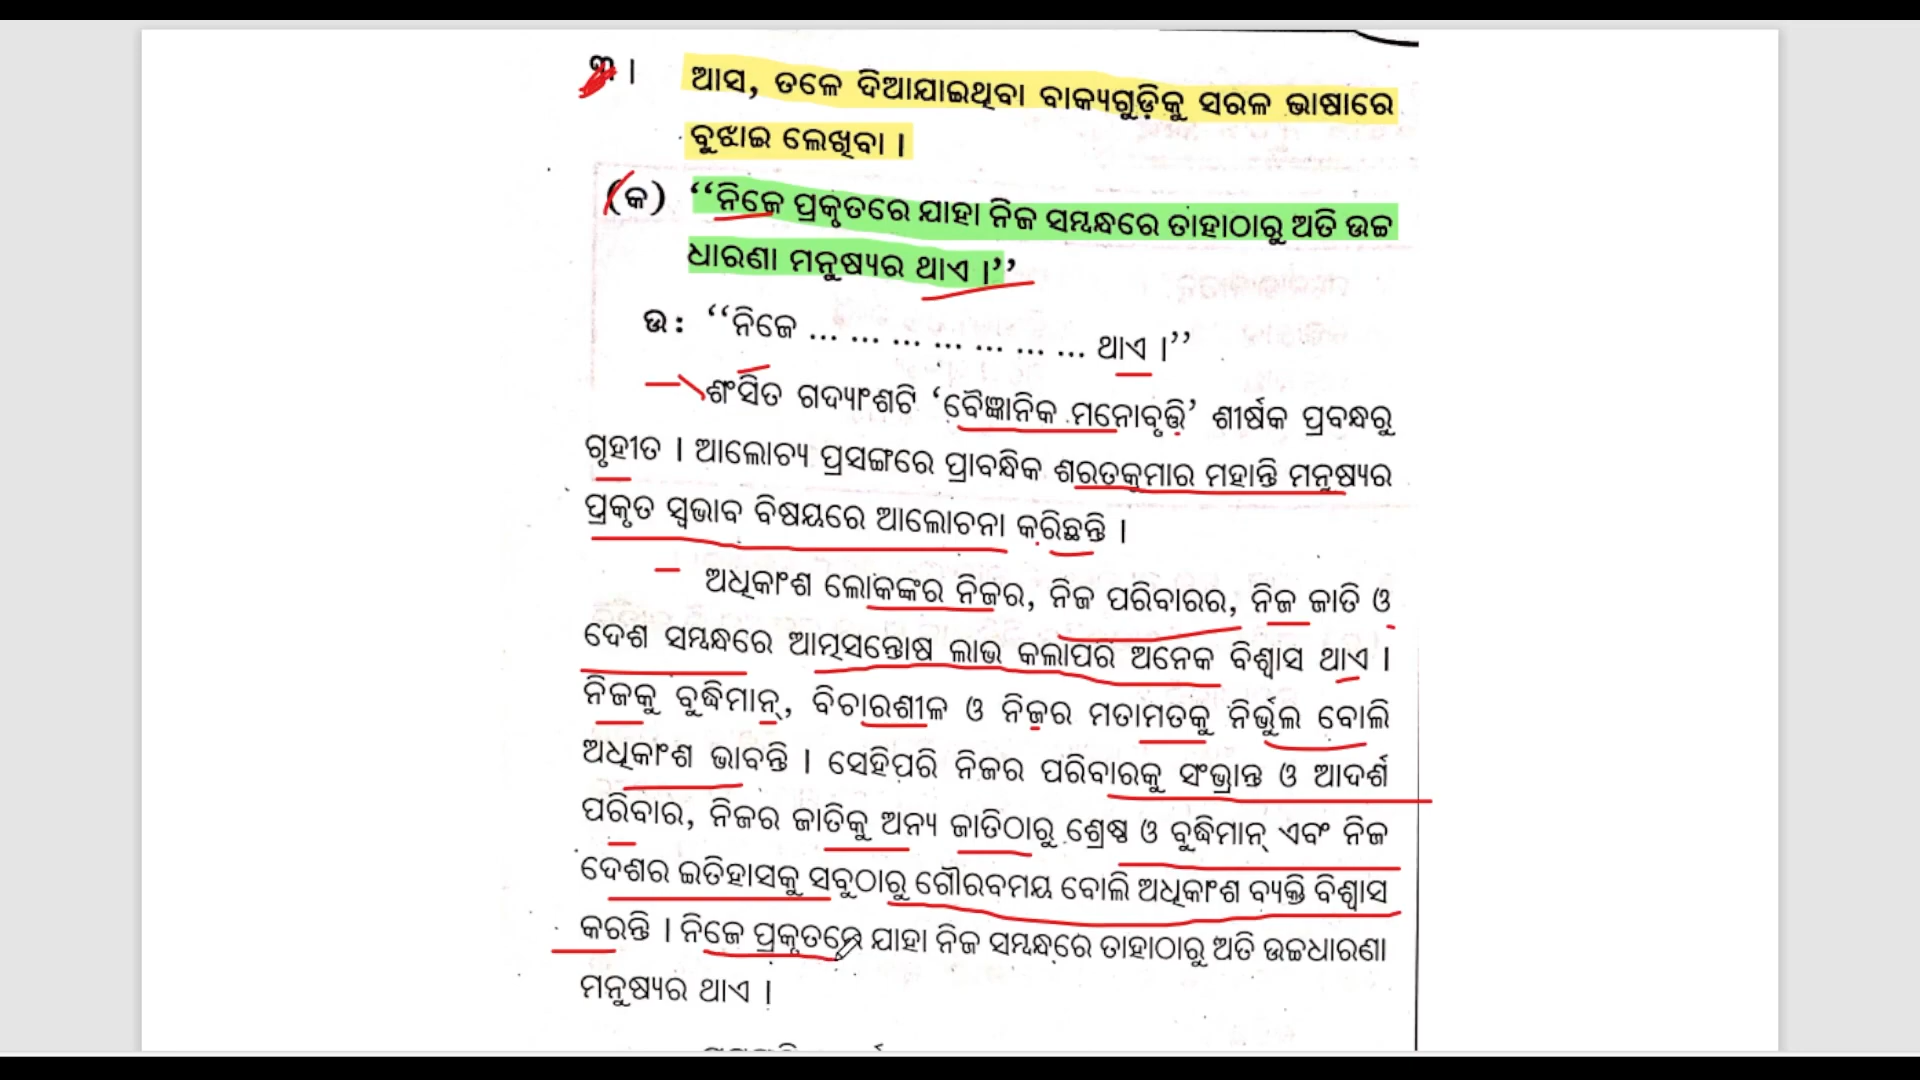 ୩ ।
ଆସ, ତଳେ ଦିଆଯାଇଥିବା ବାକ୍ୟଗୁଡ଼ିକୁ ସରଳ ଭାଷାରେ
ବୁଝାଇ ଲେଖିବା ।
(କ) ‘‘ନିଜେ ପ୍ରକୃତରେ ଯାହା ନିଜ ସମ୍ବନ୍ଧରେ ତାହାଠାରୁ ଅତି ଉଚ୍ଚ
ଧାରଣା ମନୁଷ୍ୟର ଥାଏ ।’’
ଉ : ‘‘ନିଜେ ... ... ... ... ... ... ... ଥାଏ ।’’
ଶଂସିତ ଗଦ୍ୟାଂଶଟି ‘ବୈଜ୍ଞାନିକ ମନୋବୃତ୍ତି’ ଶୀର୍ଷକ ପ୍ରବନ୍ଧରୁ
ଗୃହୀତ । ଆଲୋଚ୍ୟ ପ୍ରସଙ୍ଗରେ ପ୍ରାବନ୍ଧିକ ଶରତକୁମାର ମହାନ୍ତି ମନୁଷ୍ୟର
ପ୍ରକୃତ ସ୍ୱଭାବ ବିଷୟରେ ଆଲୋଚନା କରିଛନ୍ତି ।
ଅଧିକାଂଶ ଲୋକଙ୍କର ନିଜର, ନିଜ ପରିବାରର, ନିଜ ଜାତି ଓ
ଦେଶ ସମ୍ବନ୍ଧରେ ଆତ୍ମସନ୍ତୋଷ ଲାଭ କଲାପରି ଅନେକ ବିଶ୍ୱାସ ଥାଏ ।
ନିଜକୁ ବୁଦ୍ଧିମାନ୍, ବିଚାରଶୀଳ ଓ ନିଜର ମତାମତକୁ ନିର୍ଭୁଲ ବୋଲି
ଅଧିକାଂଶ ଭାବନ୍ତି । ସେହିପରି ନିଜର ପରିବାରକୁ ସଂଭ୍ରାନ୍ତ ଓ ଆଦର୍ଶ
ପରିବାର, ନିଜର ଜାତିକୁ ଅନ୍ୟ ଜାତିଠାରୁ ଶ୍ରେଷ୍ଠ ଓ ବୁଦ୍ଧିମାନ୍ ଏବଂ ନିଜ
ଦେଶର ଇତିହାସକୁ ସବୁଠାରୁ ଗୌରବମୟ ବୋଲି ଅଧିକାଂଶ ବ୍ୟକ୍ତି ବିଶ୍ୱାସ
କରନ୍ତି । ନିଜେ ପ୍ରକୃତରେ ଯାହା ନିଜ ସମ୍ବନ୍ଧରେ ତାହାଠାରୁ ଅତି ଉଚ୍ଚଧାରଣା
ମନୁଷ୍ୟର ଥାଏ ।